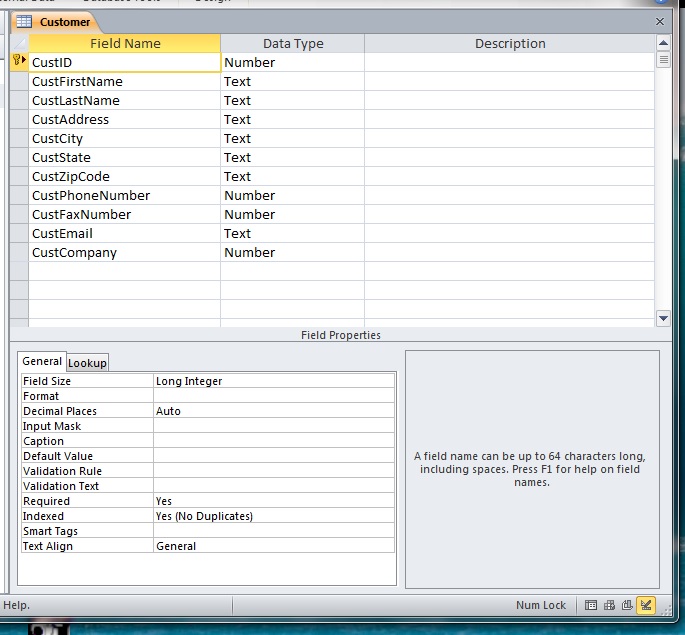 Database Tools
Customer
Field Name Data Type Description
CustID Number
CustFirstName Text
CustLastName Text
CustAddress Text
CustCity Text
CustState Text
CustZipCode Text
CustPhoneNumber Number
CustFaxNumber Number
CustEmail Text
CustCompany Number
Field Properties
General Lookup
Field Size Long Integer
Format
Decimal Places Auto
Input Mask
Caption
Default Value
Validation Rule
Validation Text
Required Yes
Indexed Yes (No Duplicates)
Smart Tags
Text Align General
A field name can be up to 64 characters long,
including spaces. Press F1 for help on field
names.
Help. Num Lock